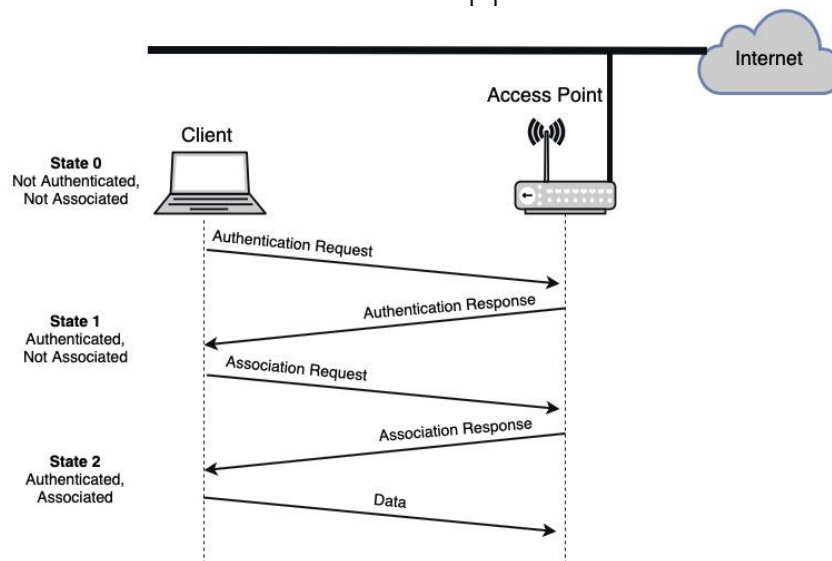 Internet
Access Point
Client
State 0
Not Authenticated,
Not Associated
Authentication Request
Authentication Response
State 1
Authenticated,
Not Associated
Association Request
Association Response
State 2
Authenticated,
Associated
Data